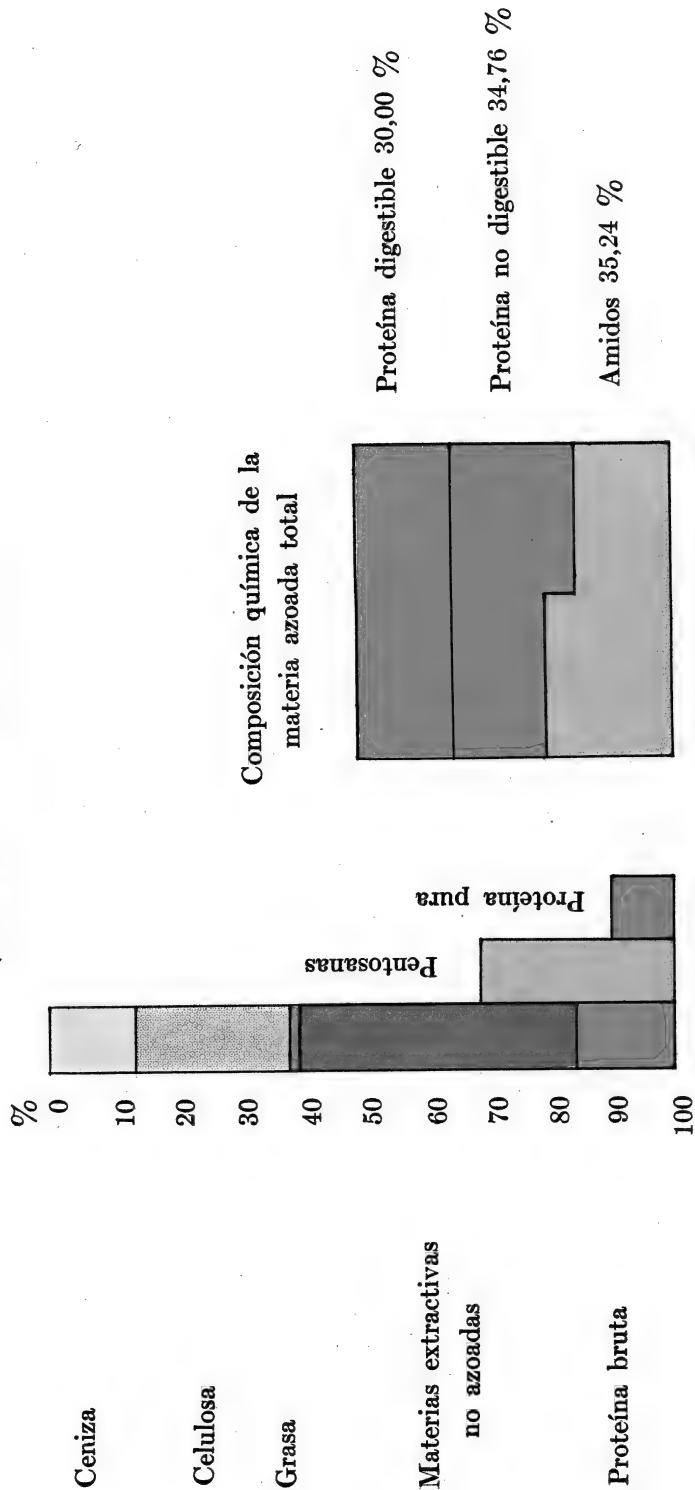 Ceniza
Celulosa
Grasa
Materias extractivas
no azoadas
Proteína bruta
%
0
10
20
30
40
50
60
70
80
90
100
Pentosanas
Proteína pura
Composición química de la
materia azoada total
Proteína digestible 30,00 %
Proteína no digestible 34,76 %
Amidos 35,24 %